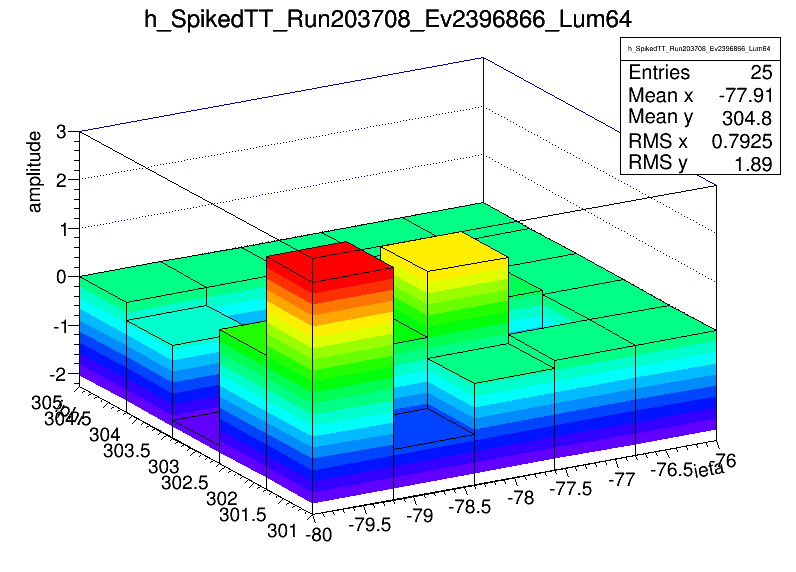 h_SpikedTT_Run203708_Ev2396866_Lum64
h_SpikedTT_Run203708_Ev2396866_Lum64
Entries 25
Mean x -77.91
Mean y 304.8
RMS x 0.7925
RMS y 1.89
amplitude
3
2
1
0
-1
-2
305
304.5
304
303.5
303
302.5
302
301.5
301
-80
-79.5
-79
-78.5
-78
-77.5
-77
-76.5
-76
ieta